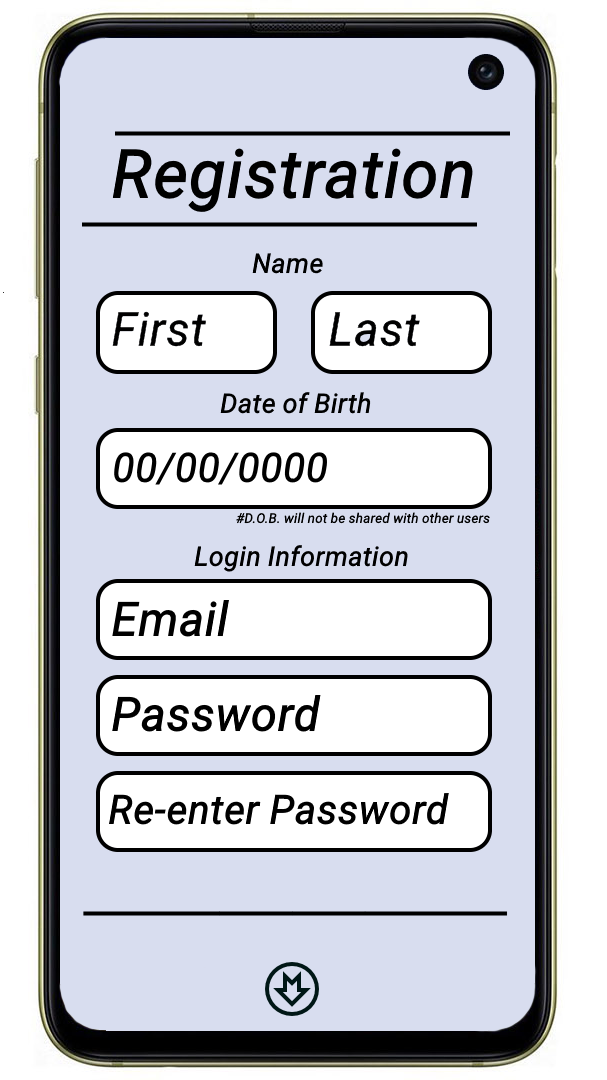 Registration
Name
First Last
Date of Birth
00/00/0000
#D.O.B. will not be shared with other users
Login Information
Email
Password
Re-enter Password
M